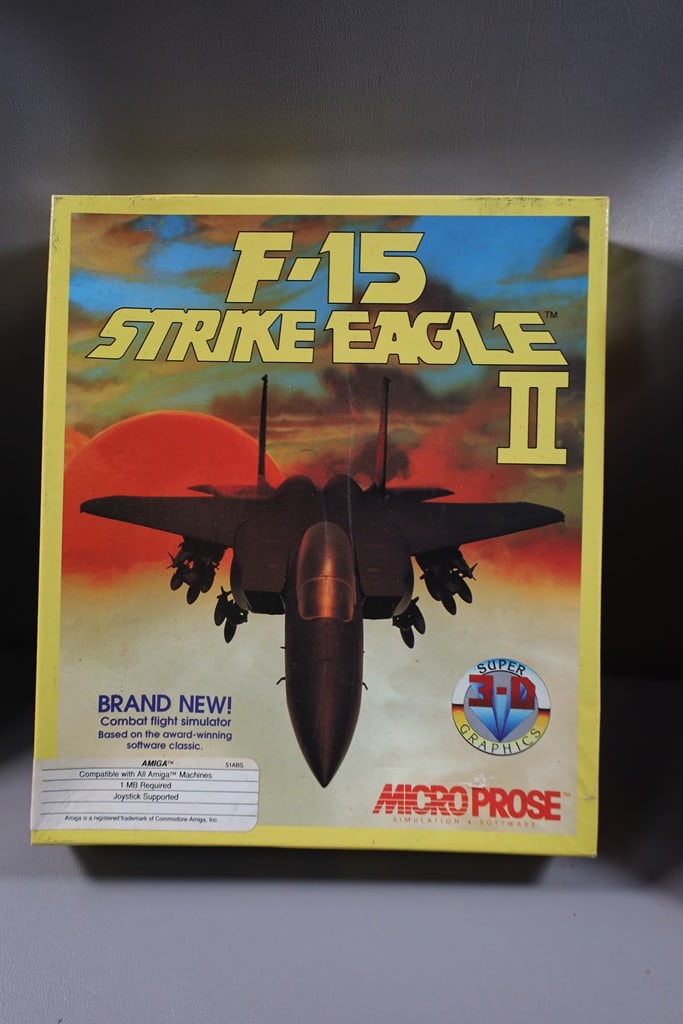 F-15
STRIKE EAGLE™
II
SUPER
3-D
GRAPHICS
BRAND NEW!
Combat flight simulator
Based on the award-winning
software classic.
AMIGA™ 51ABS
Compatible with All Amiga™ Machines
1 MB Required
Joystick Supported
Amiga is a registered trademark of Commodore-Amiga, Inc.
MICROPROSE™
SIMULATION • SOFTWARE